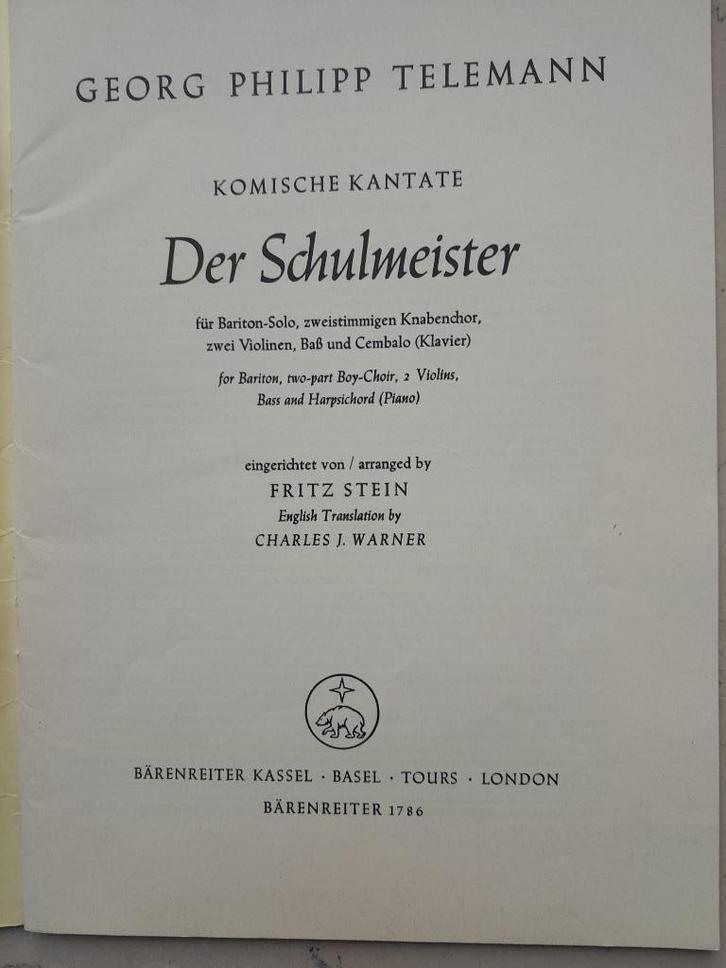 GEORG PHILIPP TELEMANN
KOMISCHE KANTATE
Der Schulmeister
für Bariton-Solo, zweistimmigen Knabenchor,
zwei Violinen, Baß und Cembalo (Klavier)
for Bariton, two-part Boy-Choir, 2 Violins,
Bass and Harpsichord (Piano)
eingerichtet von / arranged by
FRITZ STEIN
English Translation by
CHARLES J. WARNER
BÄRENREITER KASSEL · BASEL · TOURS · LONDON
BÄRENREITER 1786